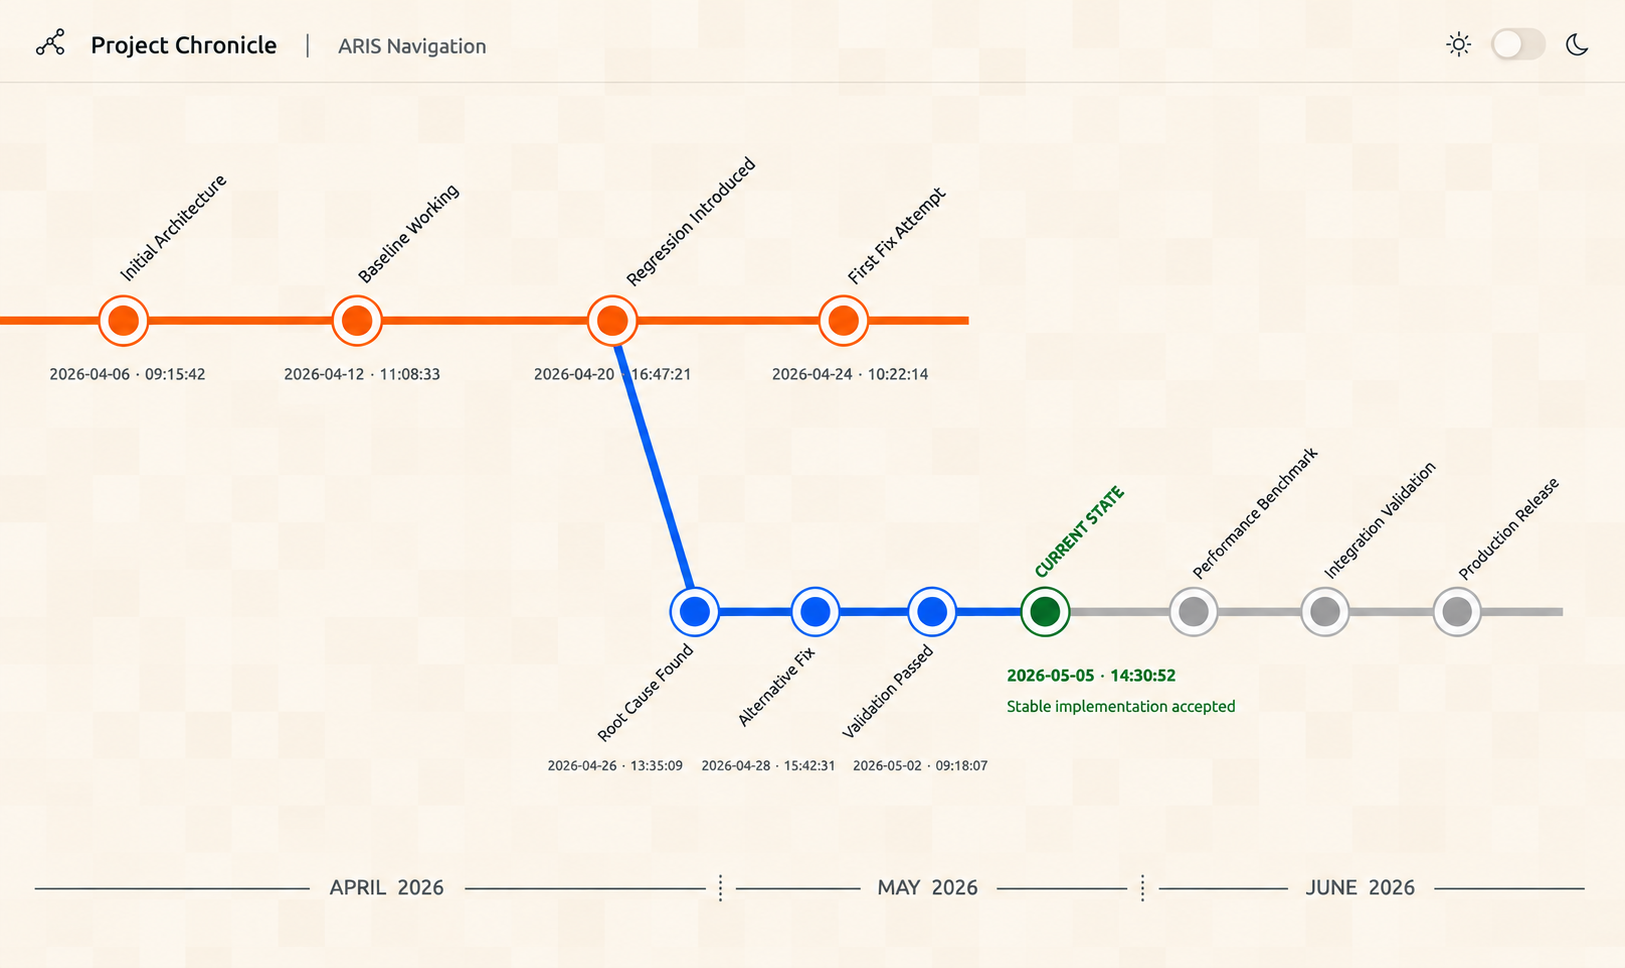 Project Chronicle | ARIS Navigation
Initial Architecture
Baseline Working
Regression Introduced
First Fix Attempt
2026-04-06 · 09:15:42
2026-04-12 · 11:08:33
2026-04-20 · 16:47:21
2026-04-24 · 10:22:14
CURRENT STATE
Performance Benchmark
Integration Validation
Production Release
Root Cause Found
Alternative Fix
Validation Passed
2026-05-05 · 14:30:52
Stable implementation accepted
2026-04-26 · 13:35:09
2026-04-28 · 15:42:31
2026-05-02 · 09:18:07
APRIL 2026
MAY 2026
JUNE 2026